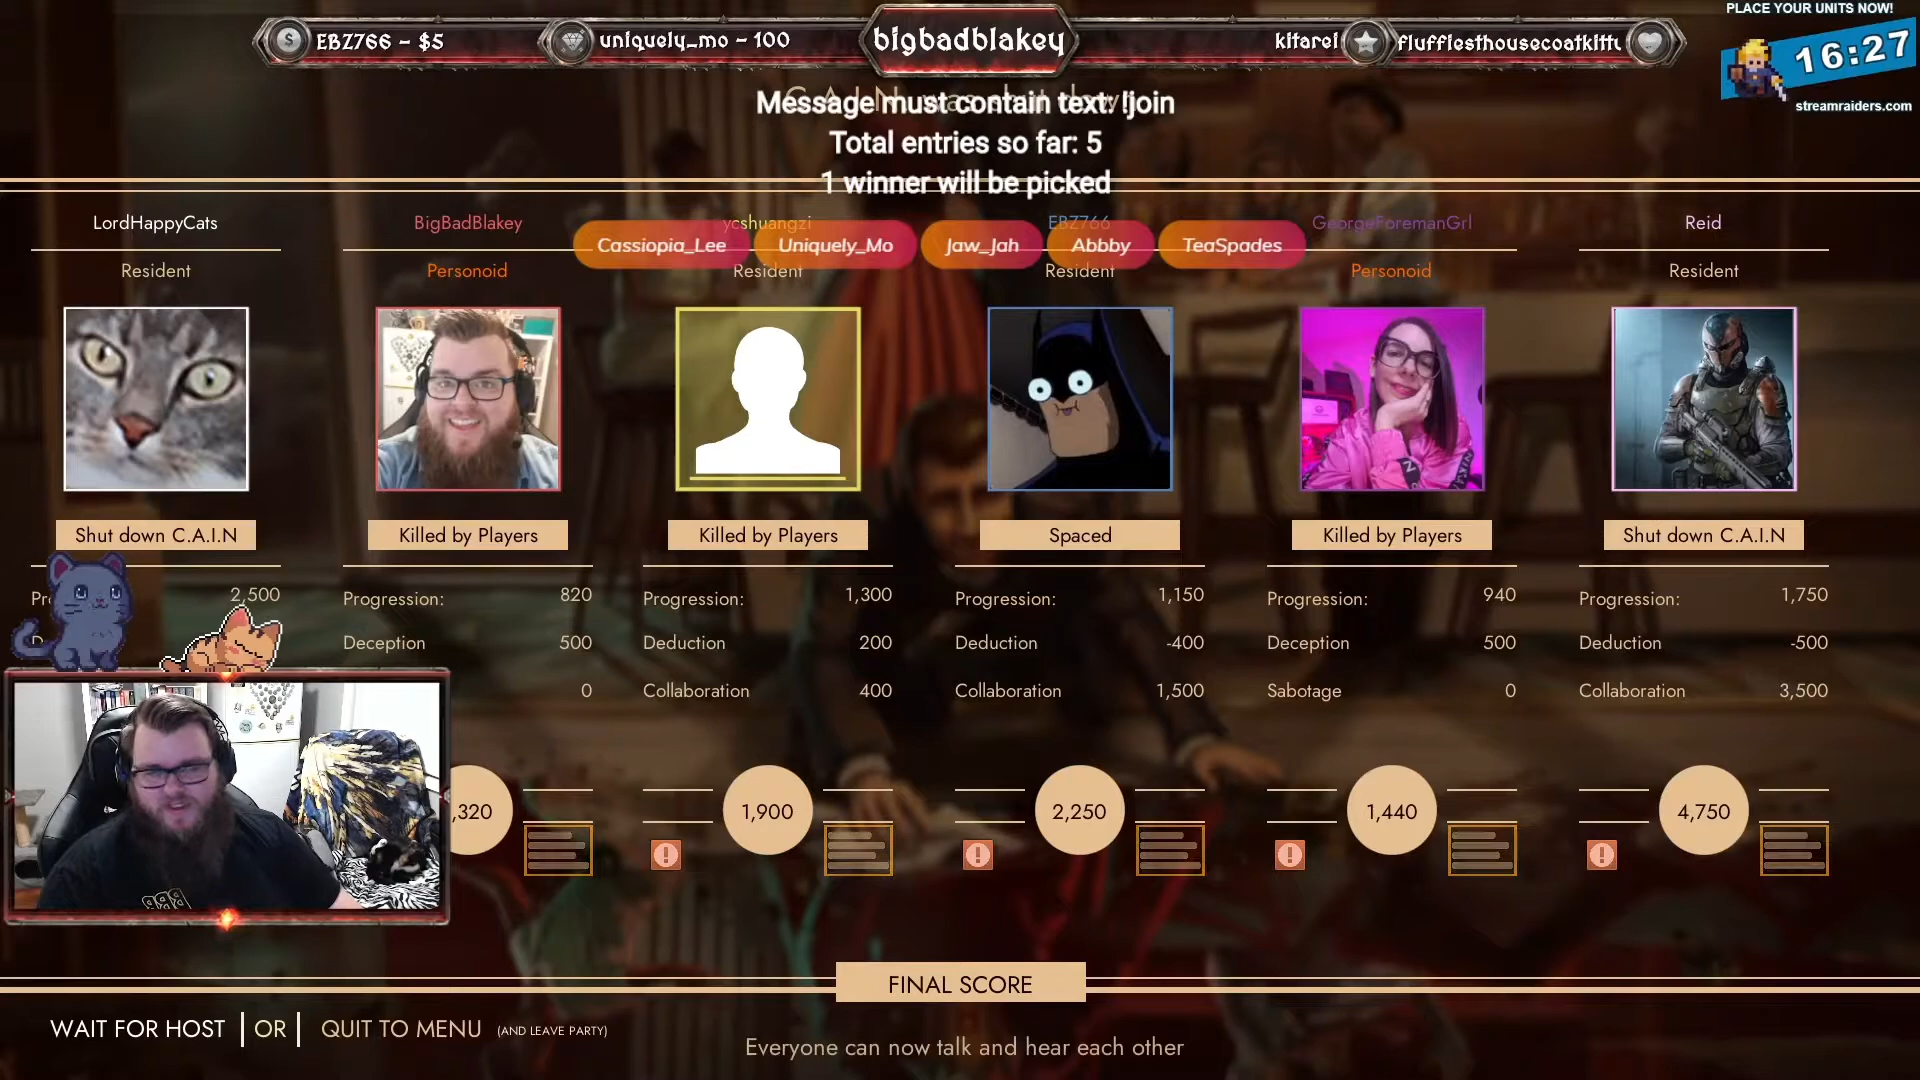 PLACE YOUR UNITS NOW!
EBZ766 - $5
uniquely_mo - 100
bigbadblakey
kitarei
fluffiesthousecoatkitty
16:27
streamraiders.com
Message must contain text: !join
Total entries so far: 5
1 winner will be picked
LordHappyCats
BigBadBlakey
ycshuangzi
EBZ766
GeorgeForemanGrl
Reid
Cassiopia_Lee
Uniquely_Mo
Jaw_Jah
Abbby
TeaSpades
Resident
Personoid
Resident
Resident
Personoid
Resident
Shut down C.A.I.N
Killed by Players
Killed by Players
Spaced
Killed by Players
Shut down C.A.I.N
2,500
Progression: 820
Progression: 1,300
Progression: 1,150
Progression: 940
Progression: 1,750
Deception 500
Deduction 200
Deduction -400
Deception 500
Deduction -500
0
Collaboration 400
Collaboration 1,500
Sabotage 0
Collaboration 3,500
,320
1,900
2,250
1,440
4,750
FINAL SCORE
WAIT FOR HOST OR QUIT TO MENU (AND LEAVE PARTY)
Everyone can now talk and hear each other